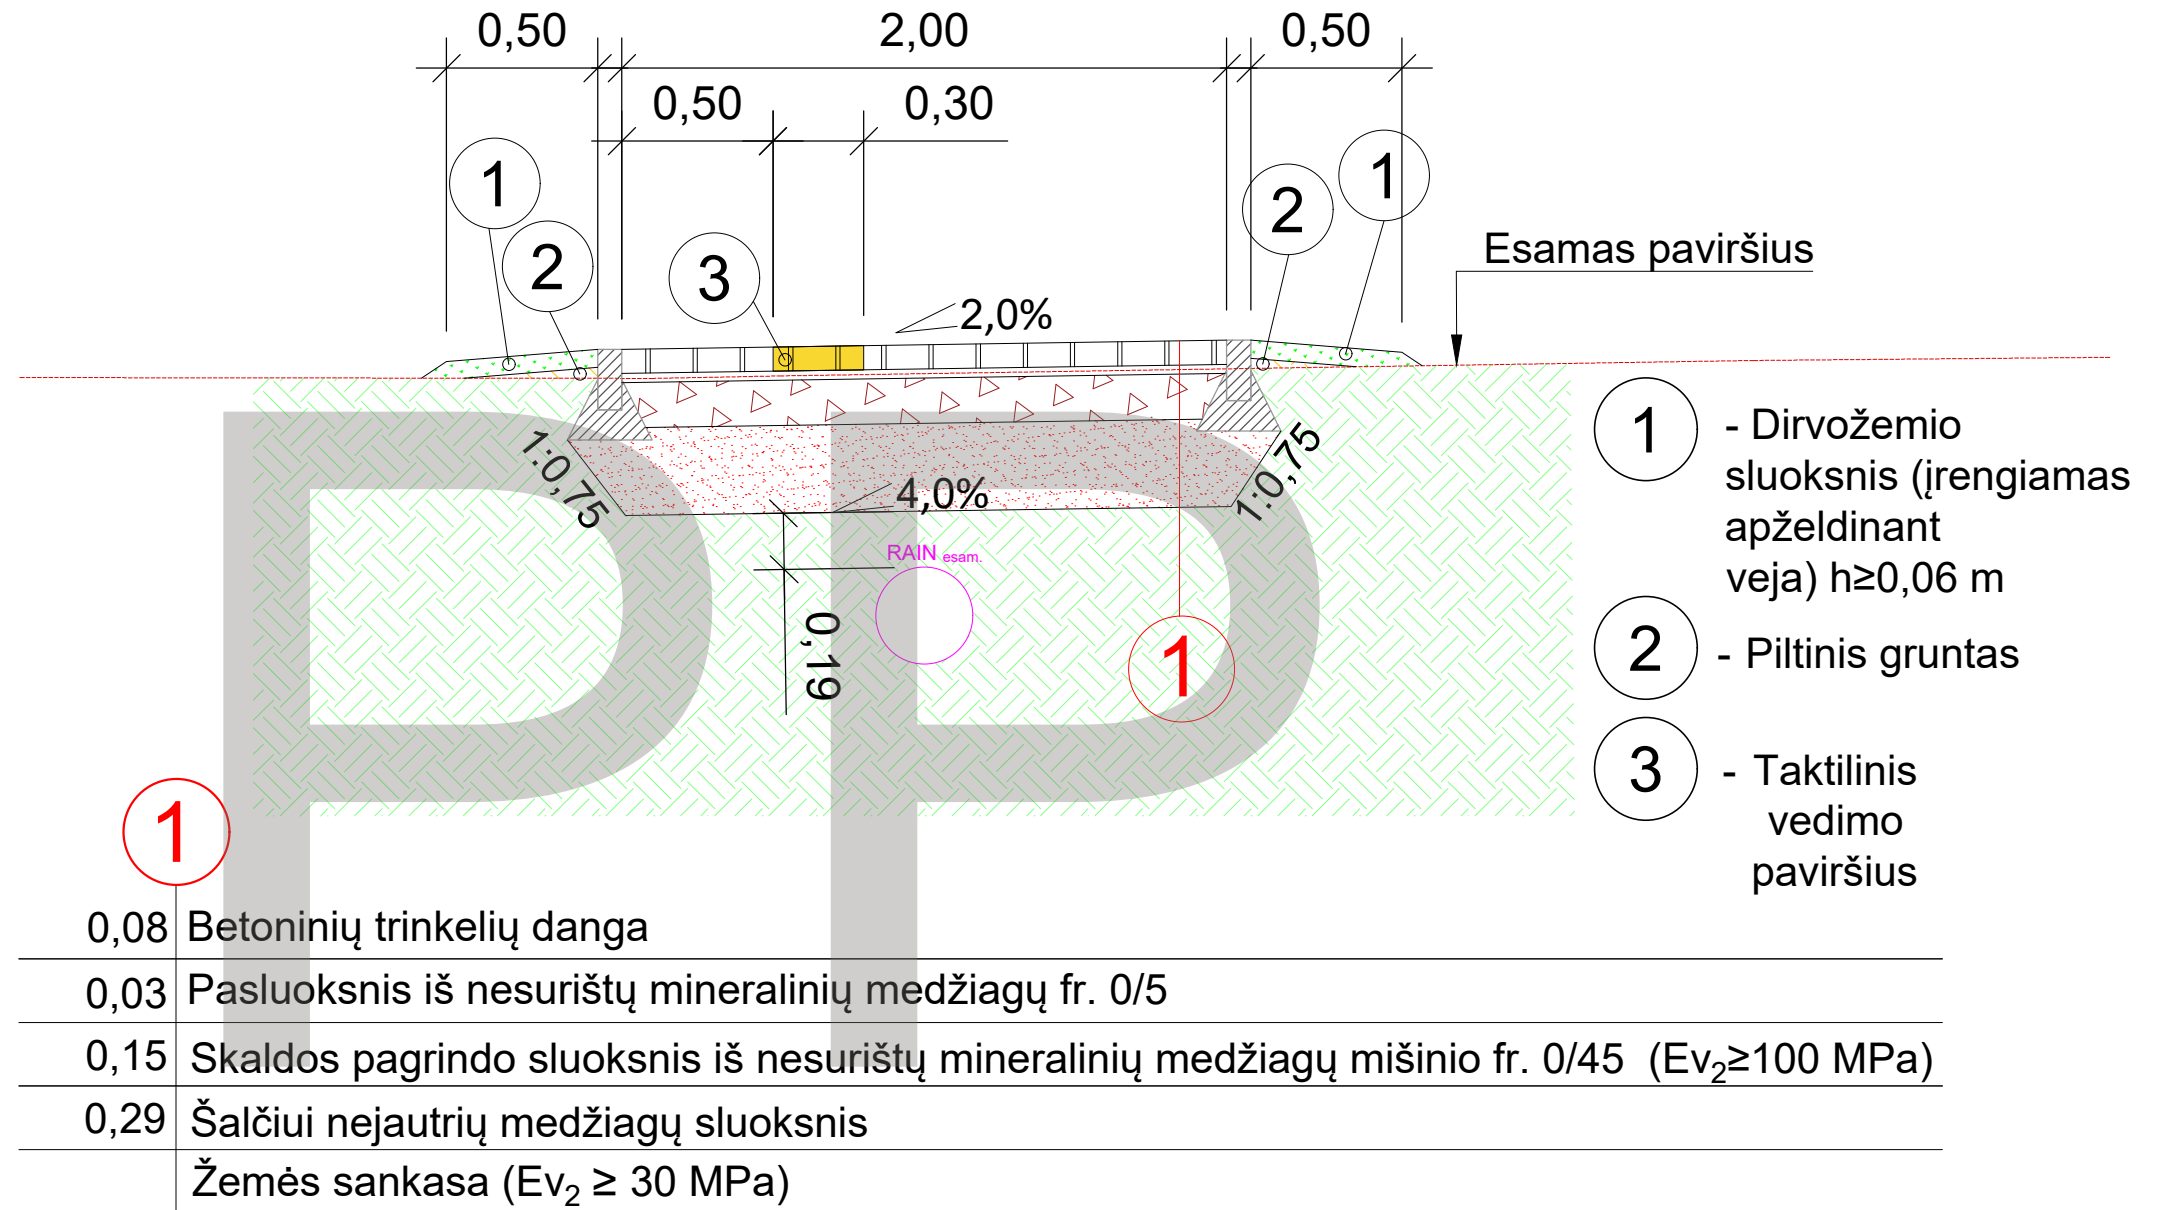 0,50 2,00 0,50
0,50 0,30
1 2 3 2 1
Esamas paviršius
2,0%
1:0,75 4,0% 1:0,75
RAIN esam.
0,19
1
1 - Dirvožemio
sluoksnis (įrengiamas
apželdinant
veja) h≥0,06 m
2 - Piltinis gruntas
3 - Taktilinis
vedimo
paviršius
PP
1
0,08 Betoninių trinkelių danga
0,03 Pasluoksnis iš nesurištų mineralinių medžiagų fr. 0/5
0,15 Skaldos pagrindo sluoksnis iš nesurištų mineralinių medžiagų mišinio fr. 0/45 (Ev₂≥100 MPa)
0,29 Šalčiui nejautrių medžiagų sluoksnis
Žemės sankasa (Ev₂ ≥ 30 MPa)